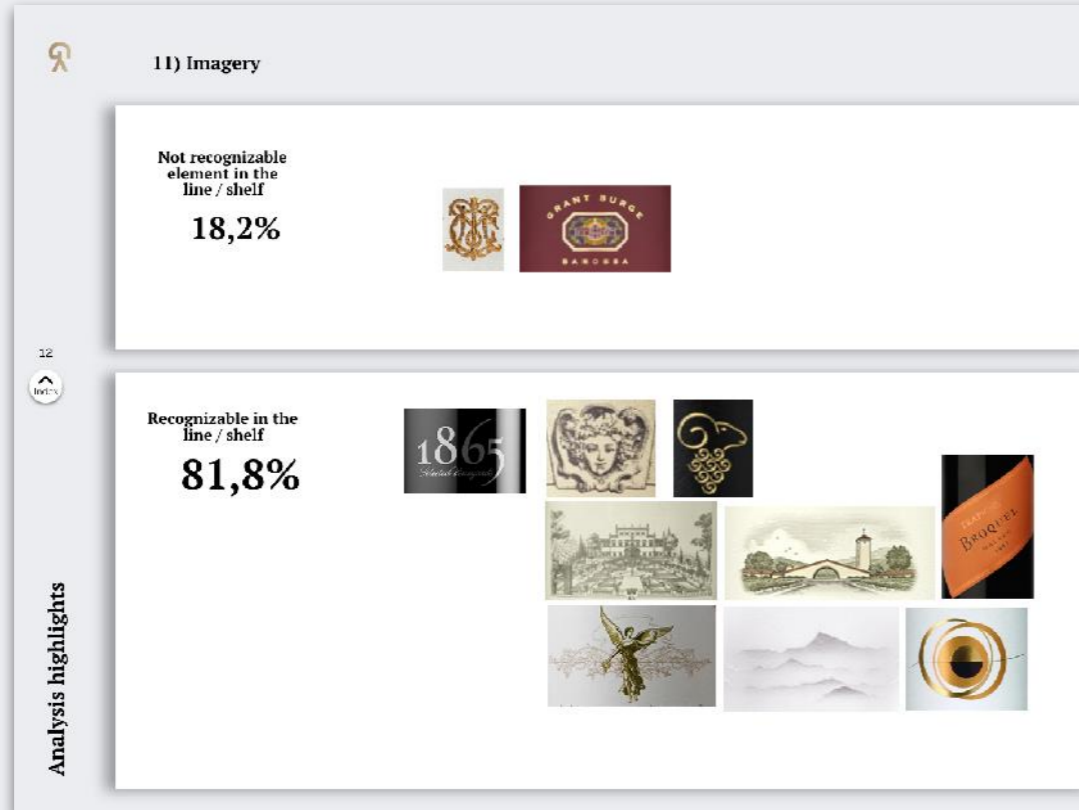 11) Imagery
Not recognizable
element in the
line / shelf
18,2%
GRANT BURGE
BAROSSA
12
Index
Recognizable in the
line / shelf
81,8%
1865
BROQUEL
Analysis highlights